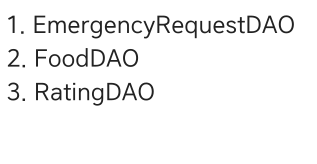 1. EmergencyRequestDAO
2. FoodDAO
3. RatingDAO